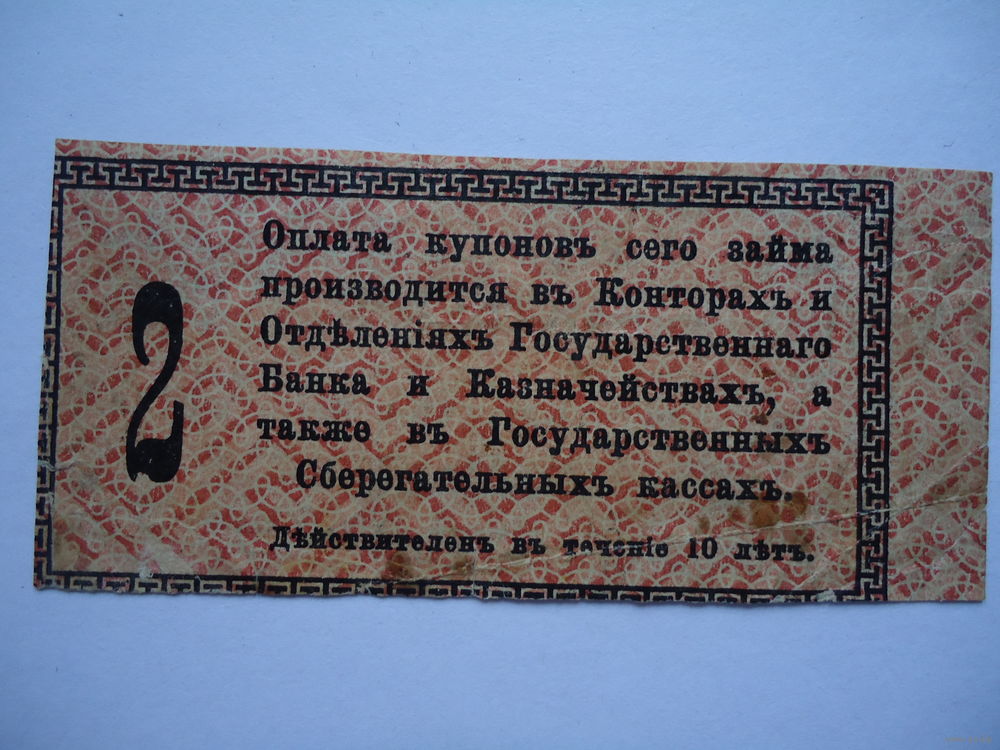 2
Оплата купоновъ сего займа
производится въ Конторахъ и
Отдѣленіяхъ Государственнаго
Банка и Казначействахъ, а
также въ Государственныхъ
Сберегательныхъ кассахъ.
Дѣйствителенъ въ теченіе 10 лѣтъ.